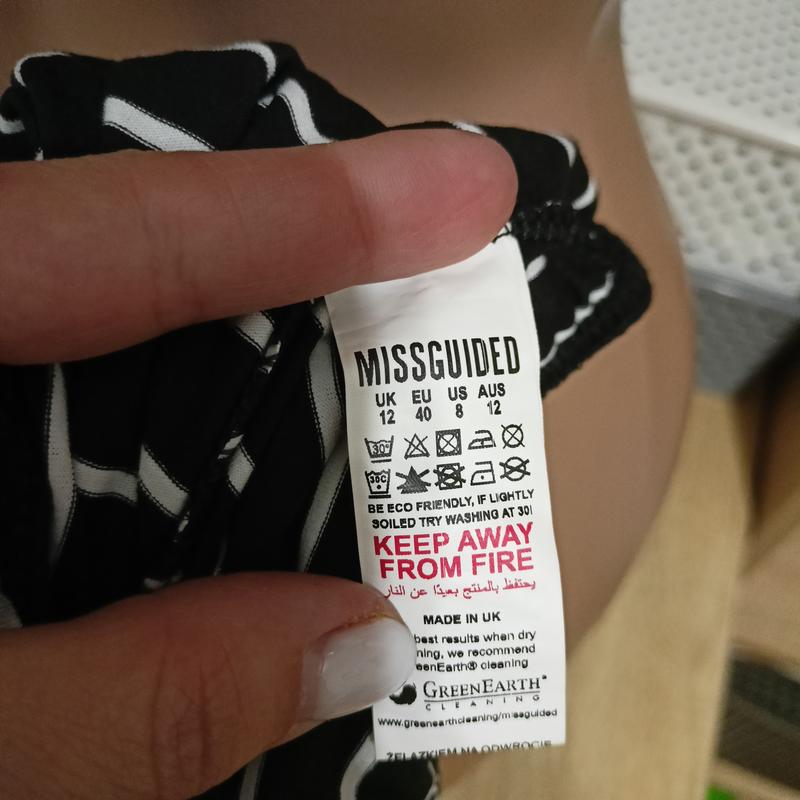 MISSGUIDED
UK EU US AUS
12 40 8 12
30°
30C
BE ECO FRIENDLY, IF LIGHTLY
SOILED TRY WASHING AT 30!
KEEP AWAY
FROM FIRE
يحتفظ بالمنتج بعيدًا عن النار
MADE IN UK
best results when dry
ning, we recommend
eenEarth® cleaning
GREENEARTH®
CLEANING
www.greenearthcleaning/missguided
ŻELAZKIEM NA ODWROCIE